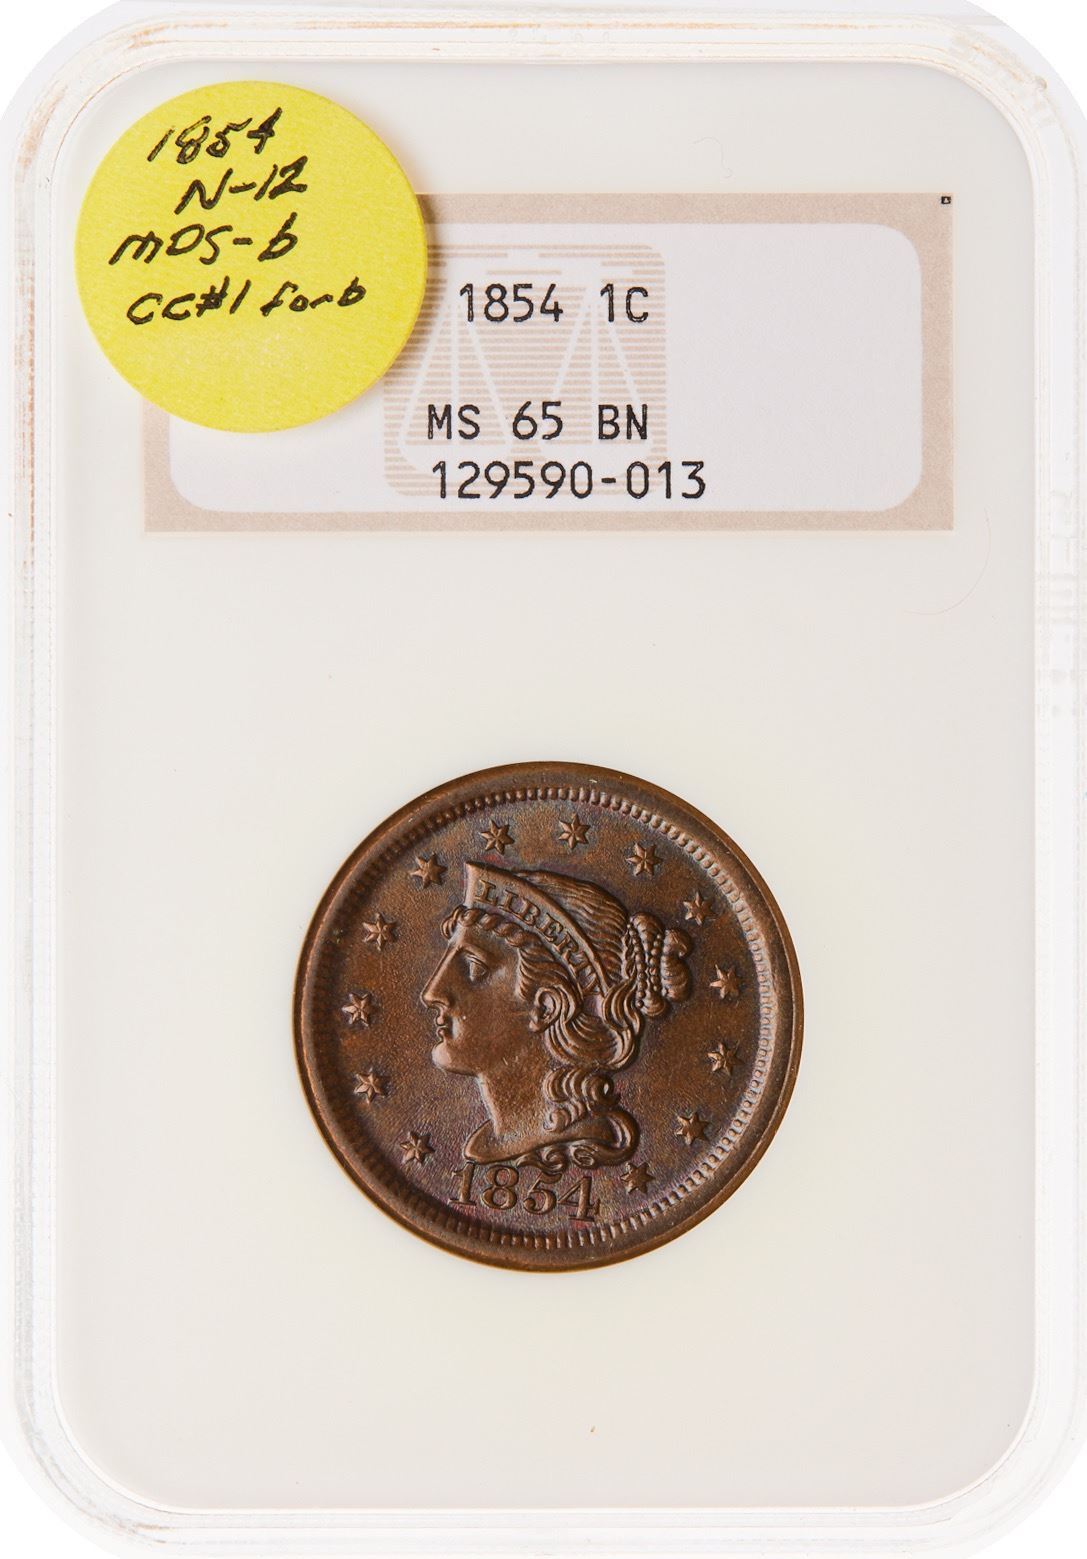 1854
N-12
mDS-b
CC#1 for b
1854 1C
MS 65 BN
129590-013
LIBERTY
1854